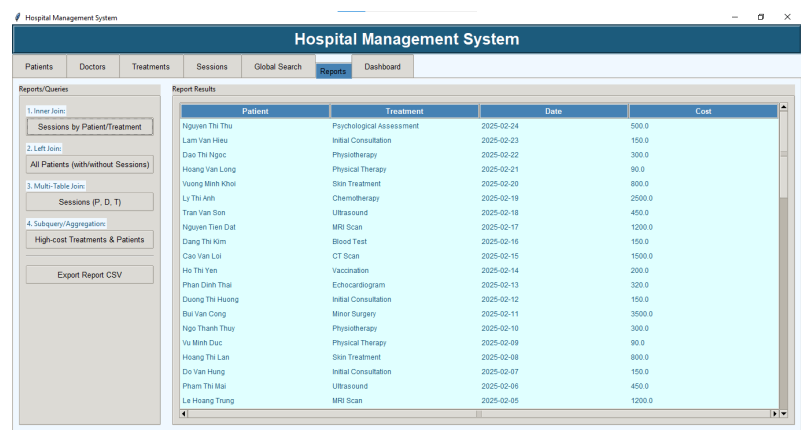 Hospital Management System
Hospital Management System
Patients Doctors Treatments Sessions Global Search Reports Dashboard
Reports/Queries
1. Inner Join:
Sessions by Patient/Treatment
2. Left Join:
All Patients (with/without Sessions)
3. Multi-Table Join:
Sessions (P, D, T)
4. Subquery/Aggregation:
High-cost Treatments & Patients
Export Report CSV
Report Results
Patient Treatment Date Cost
Nguyen Thi Thu Psychological Assessment 2025-02-24 500.0
Lam Van Hieu Initial Consultation 2025-02-23 150.0
Dao Thi Ngoc Physiotherapy 2025-02-22 300.0
Hoang Van Long Physical Therapy 2025-02-21 90.0
Vuong Minh Khoi Skin Treatment 2025-02-20 800.0
Ly Thi Anh Chemotherapy 2025-02-19 2500.0
Tran Van Son Ultrasound 2025-02-18 450.0
Nguyen Tien Dat MRI Scan 2025-02-17 1200.0
Dang Thi Kim Blood Test 2025-02-16 150.0
Cao Van Loi CT Scan 2025-02-15 1500.0
Ho Thi Yen Vaccination 2025-02-14 200.0
Phan Dinh Thai Echocardiogram 2025-02-13 320.0
Duong Thi Huong Initial Consultation 2025-02-12 150.0
Bui Van Cong Minor Surgery 2025-02-11 3500.0
Ngo Thanh Thuy Physiotherapy 2025-02-10 300.0
Vu Minh Duc Physical Therapy 2025-02-09 90.0
Hoang Thi Lan Skin Treatment 2025-02-08 800.0
Do Van Hung Initial Consultation 2025-02-07 150.0
Pham Thi Mai Ultrasound 2025-02-06 450.0
Le Hoang Trung MRI Scan 2025-02-05 1200.0